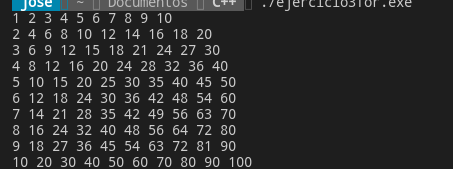 jose ~ Documentos C++ ./ejercicio3for.exe
1 2 3 4 5 6 7 8 9 10
2 4 6 8 10 12 14 16 18 20
3 6 9 12 15 18 21 24 27 30
4 8 12 16 20 24 28 32 36 40
5 10 15 20 25 30 35 40 45 50
6 12 18 24 30 36 42 48 54 60
7 14 21 28 35 42 49 56 63 70
8 16 24 32 40 48 56 64 72 80
9 18 27 36 45 54 63 72 81 90
10 20 30 40 50 60 70 80 90 100